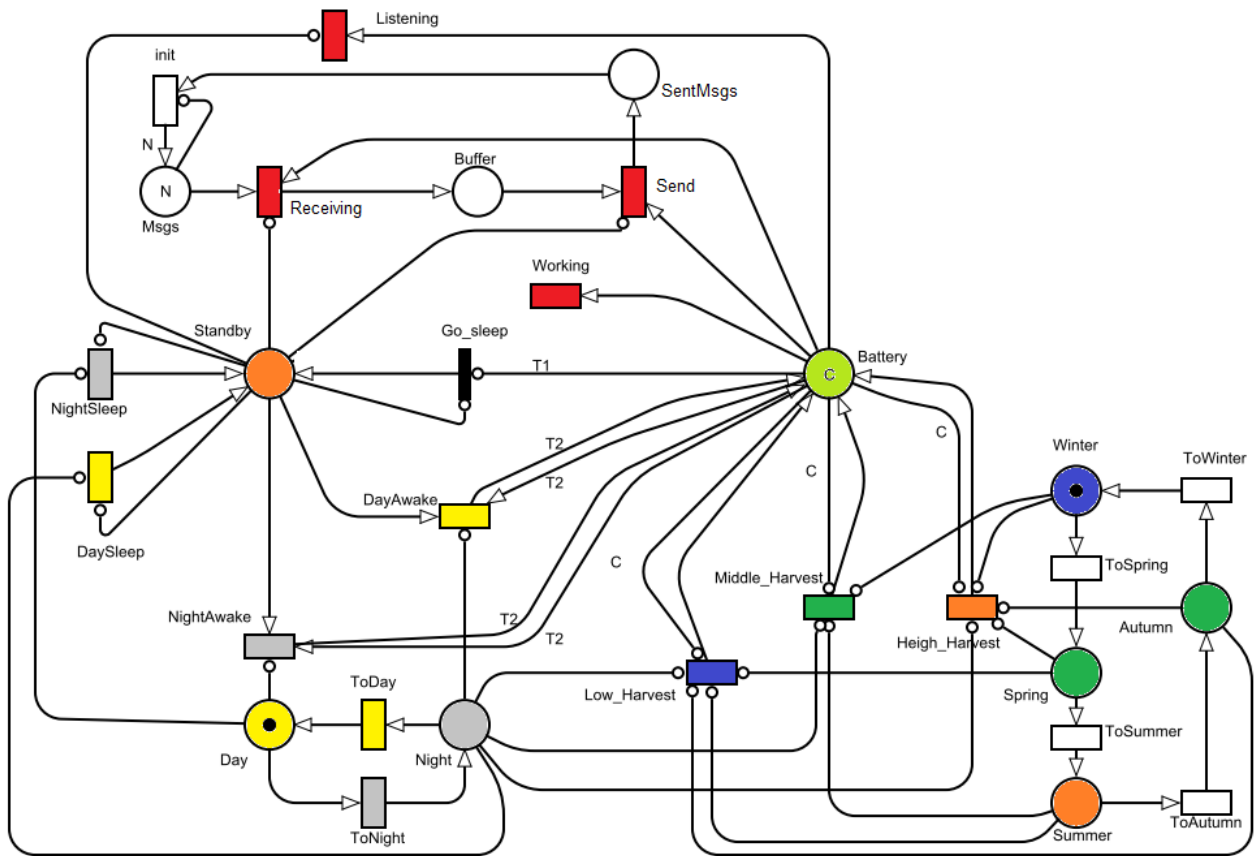 Listening
init
SentMsgs
N
Buffer
Send
N
Receiving
Msgs
Working
Standby
Go_sleep
Battery
T1
C
NightSleep
C
T2
Winter
ToWinter
C
T2
DayAwake
DaySleep
C
ToSpring
Middle_Harvest
NightAwake
T2
Autumn
T2
Heigh_Harvest
ToDay
Low_Harvest
Spring
ToSummer
Day
Night
ToNight
Summer
ToAutumn